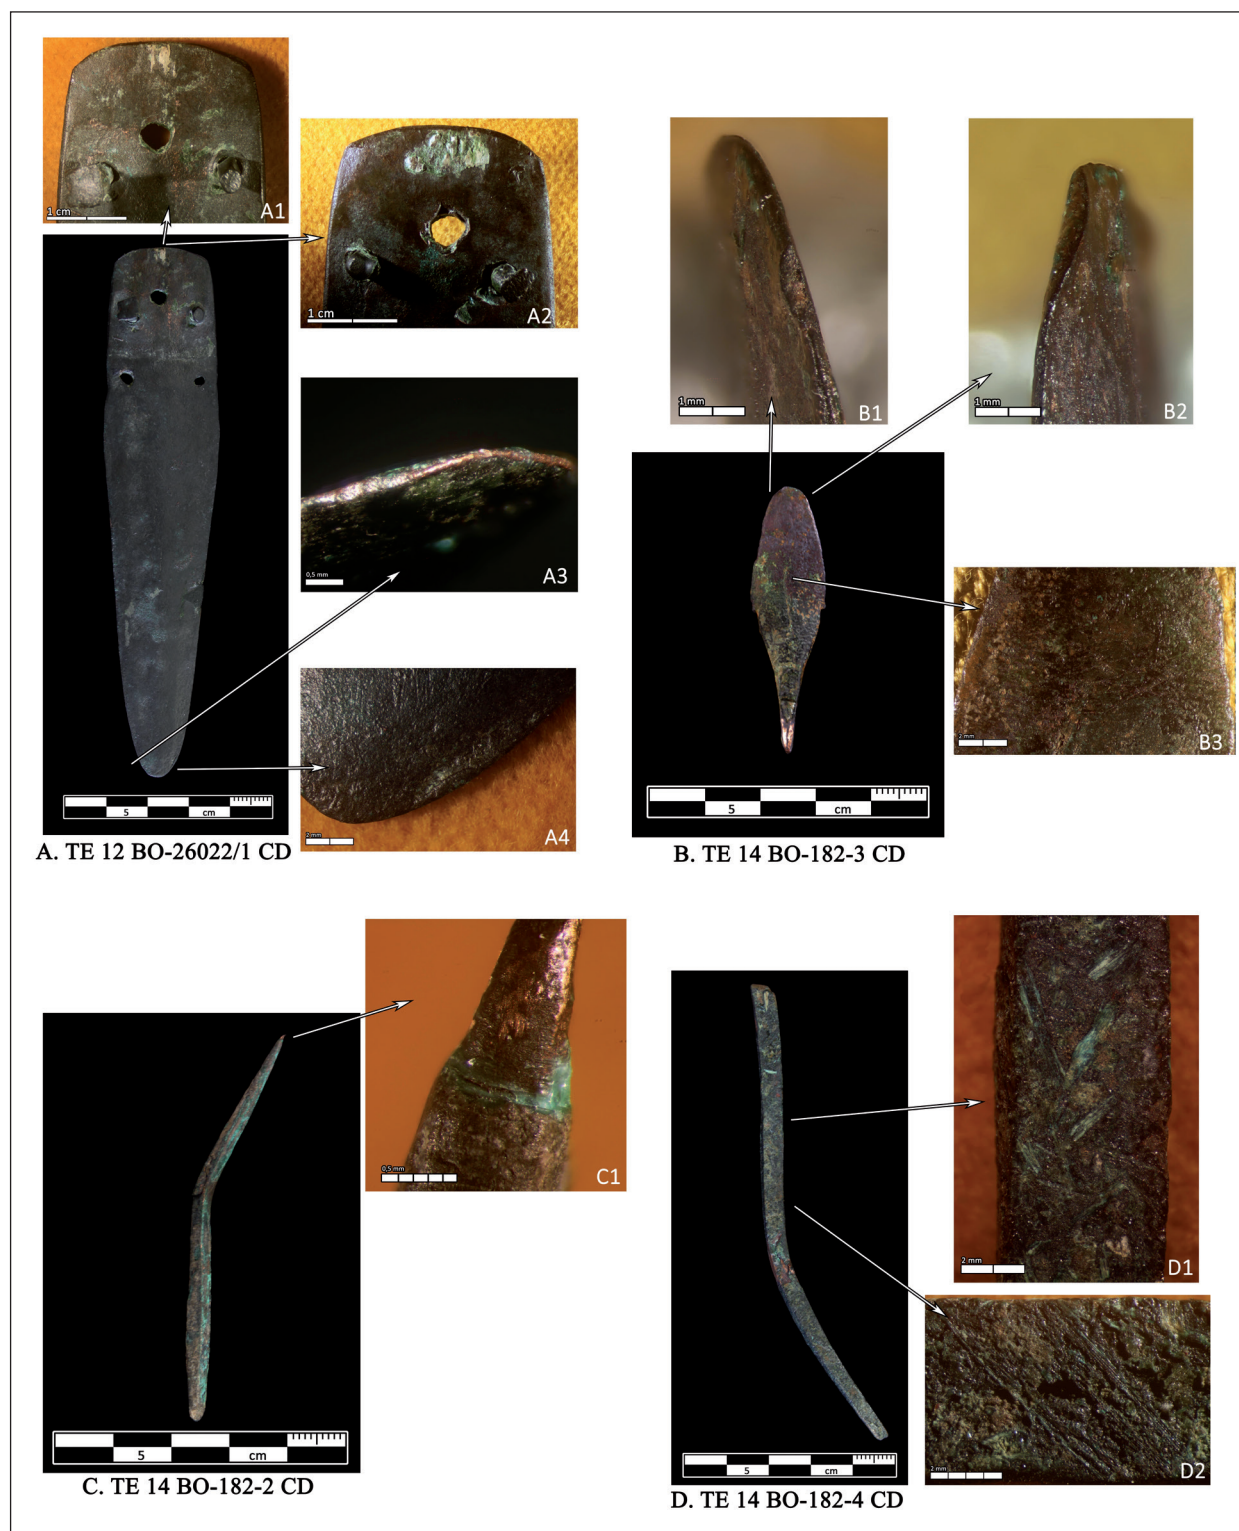 A1
1 cm
A2
1 cm
A3
0,5 mm
A4
2 mm
5 cm
A. TE 12 BO-26022/1 CD
B1
1 mm
B2
1 mm
B3
2 mm
5 cm
B. TE 14 BO-182-3 CD
C1
0,5 mm
5 cm
C. TE 14 BO-182-2 CD
D1
2 mm
D2
2 mm
5 cm
D. TE 14 BO-182-4 CD